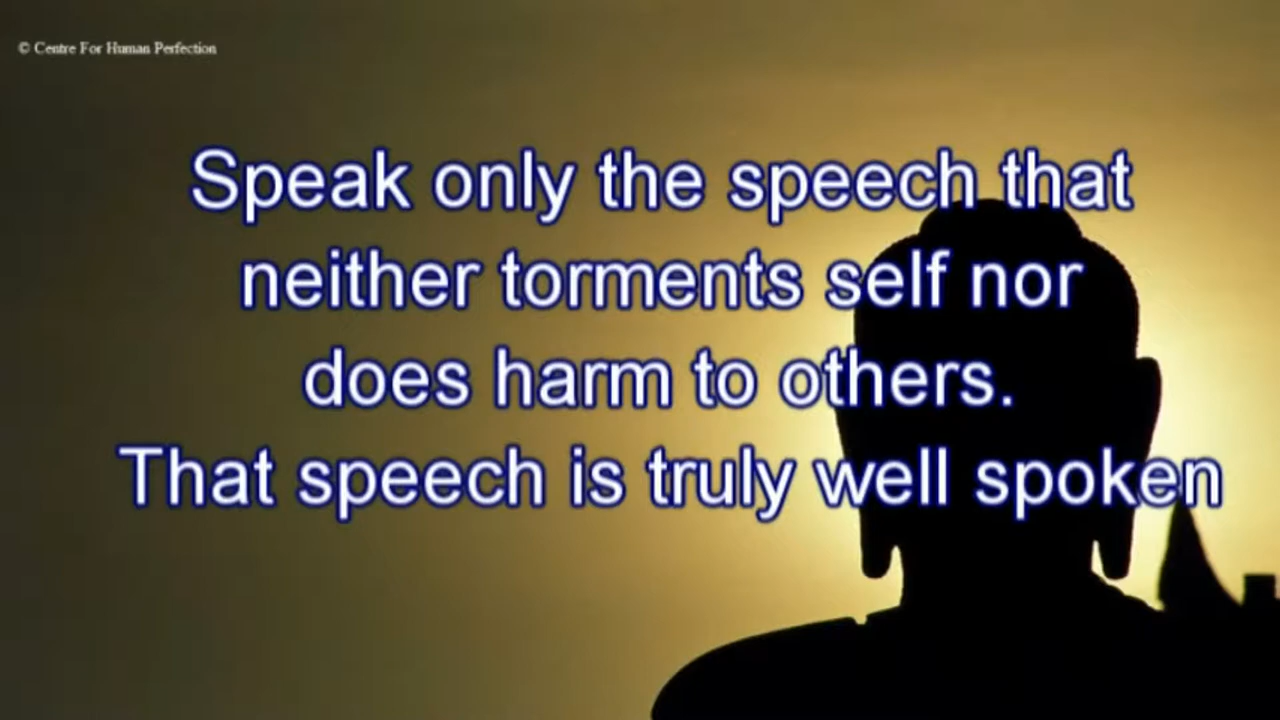 © Centre For Human Perfection
Speak only the speech that
neither torments self nor
does harm to others.
That speech is truly well spoken